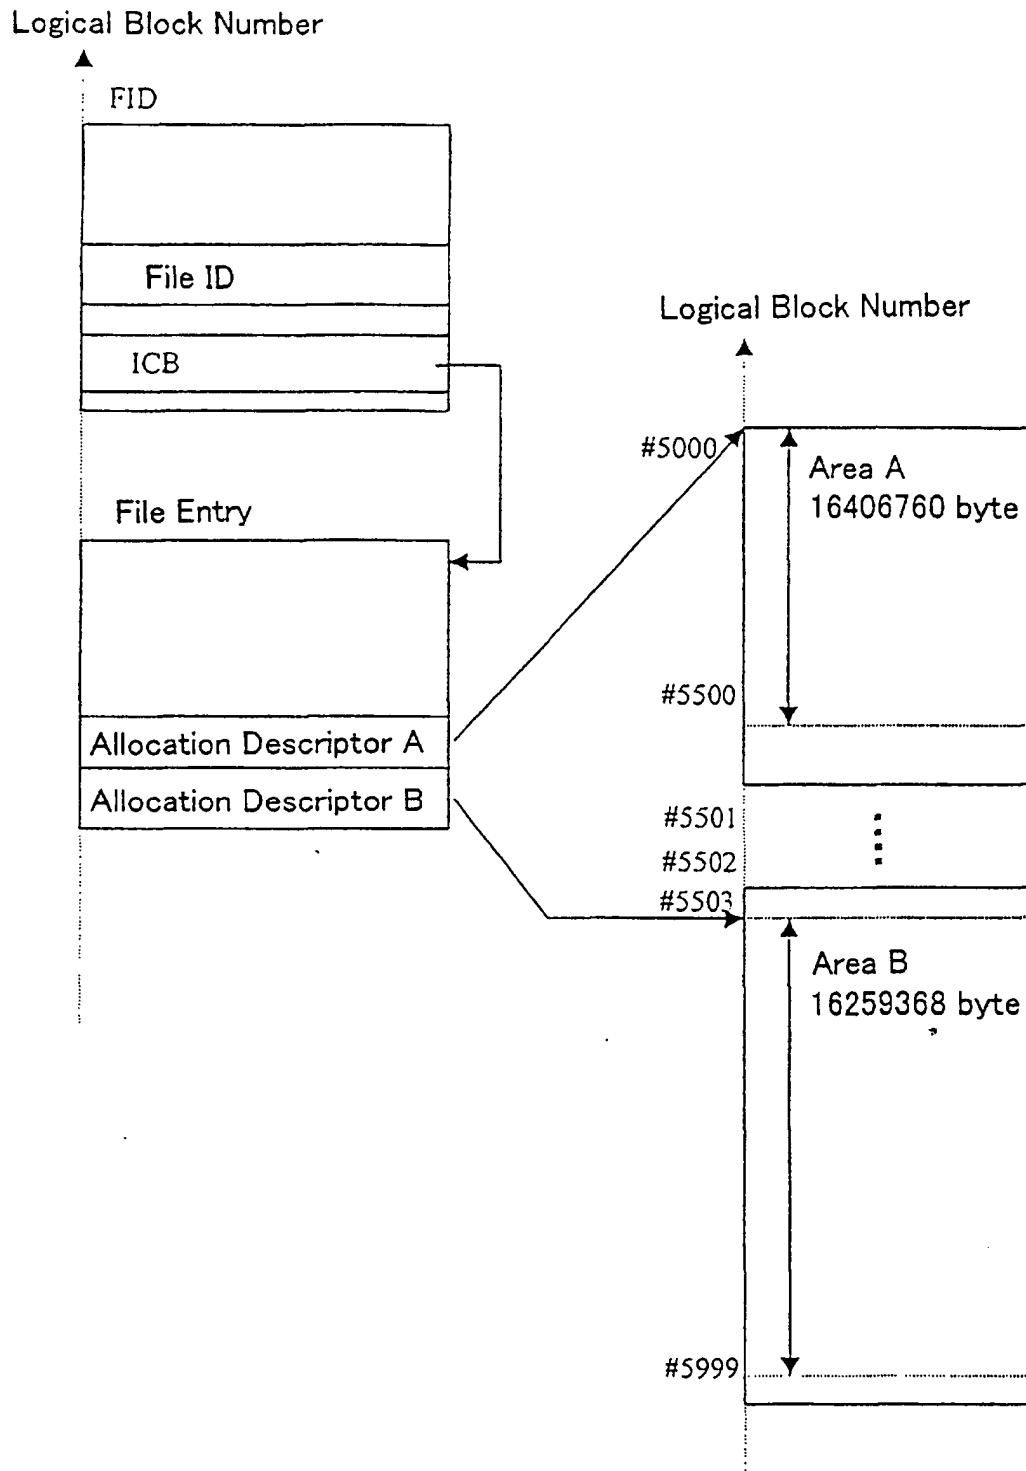 Logical Block Number
FID
File ID
ICB
File Entry
Allocation Descriptor A
Allocation Descriptor B
Logical Block Number
#5000
Area A
16406760 byte
#5500
#5501
#5502
#5503
Area B
16259368 byte
#5999